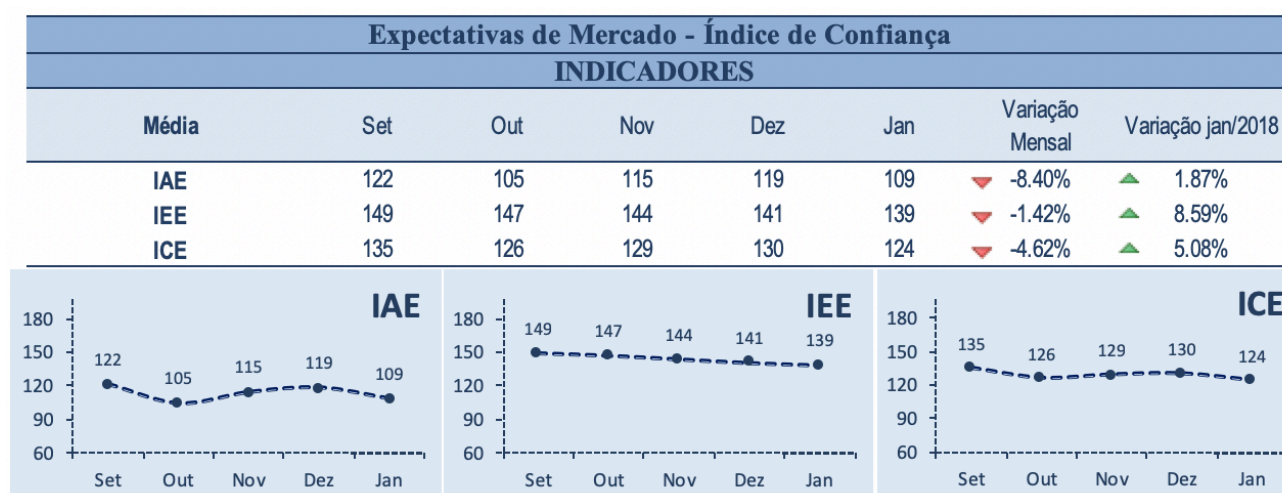 Expectativas de Mercado - Índice de Confiança
INDICADORES
Média Set Out Nov Dez Jan Variação Mensal Variação jan/2018
IAE 122 105 115 119 109 -8.40% 1.87%
IEE 149 147 144 141 139 -1.42% 8.59%
ICE 135 126 129 130 124 -4.62% 5.08%
IAE
180
150
120
90
60
122 105 115 119 109
Set Out Nov Dez Jan
IEE
180
150
120
90
60
149 147 144 141 139
Set Out Nov Dez Jan
ICE
180
150
120
90
60
135 126 129 130 124
Set Out Nov Dez Jan